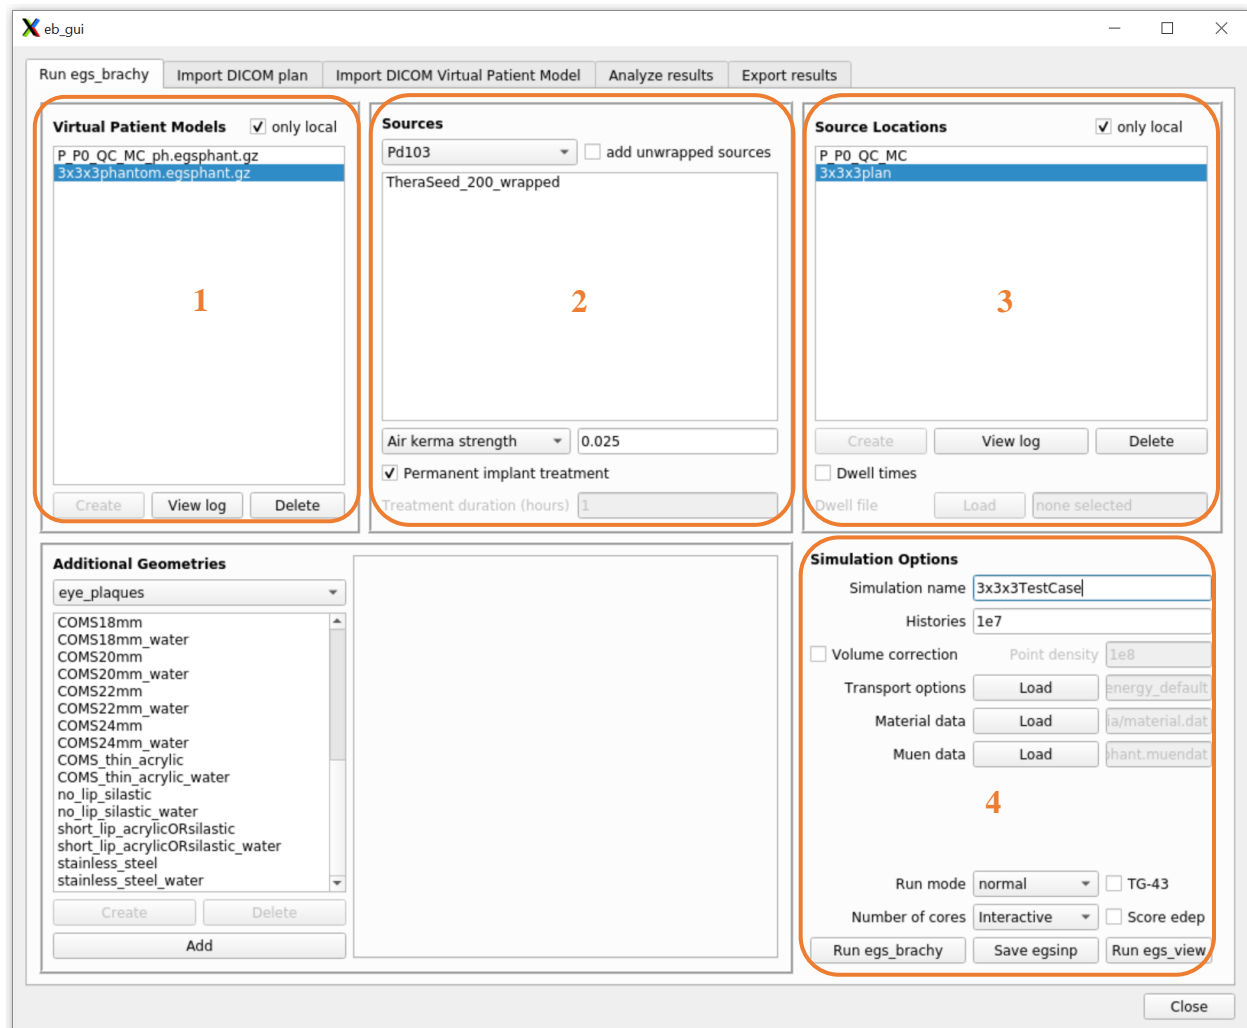 eb_gui
Run egs_brachy
Import DICOM plan
Import DICOM Virtual Patient Model
Analyze results
Export results
Virtual Patient Models
only local
P_P0_QC_MC_ph.egsphant.gz
3x3x3phantom.egsphant.gz
1
Create
View log
Delete
Sources
Pd103
add unwrapped sources
TheraSeed_200_wrapped
2
Air kerma strength
0.025
Permanent implant treatment
Treatment duration (hours)
1
Source Locations
only local
P_P0_QC_MC
3x3x3plan
3
Create
View log
Delete
Dwell times
Dwell file
Load
none selected
Additional Geometries
eye_plaques
COMS18mm
COMS18mm_water
COMS20mm
COMS20mm_water
COMS22mm
COMS22mm_water
COMS24mm
COMS24mm_water
COMS_thin_acrylic
COMS_thin_acrylic_water
no_lip_silastic
no_lip_silastic_water
short_lip_acrylicORsilastic
short_lip_acrylicORsilastic_water
stainless_steel
stainless_steel_water
Create
Delete
Add
Simulation Options
Simulation name
3x3x3TestCase
Histories
1e7
Volume correction
Point density
1e8
Transport options
Load
energy_default
Material data
Load
ia/material.dat
Muen data
Load
phant.muendat
4
Run mode
normal
TG-43
Number of cores
Interactive
Score edep
Run egs_brachy
Save egsinp
Run egs_view
Close